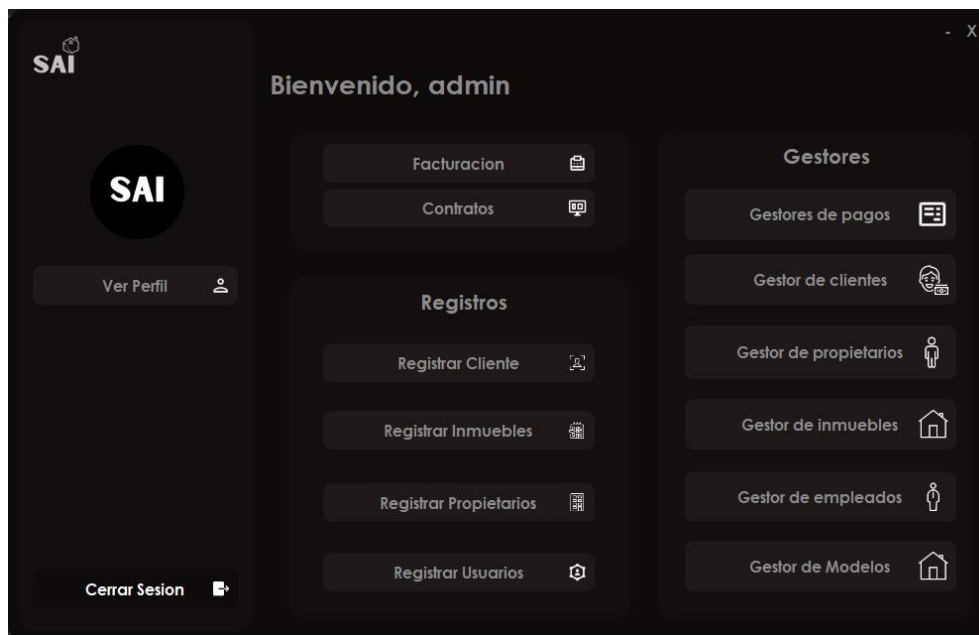 SAI
- X
Bienvenido, admin
SAI
Ver Perfil
Cerrar Sesion
Facturacion
Contratos
Registros
Registrar Cliente
Registrar Inmuebles
Registrar Propietarios
Registrar Usuarios
Gestores
Gestores de pagos
Gestor de clientes
Gestor de propietarios
Gestor de inmuebles
Gestor de empleados
Gestor de Modelos